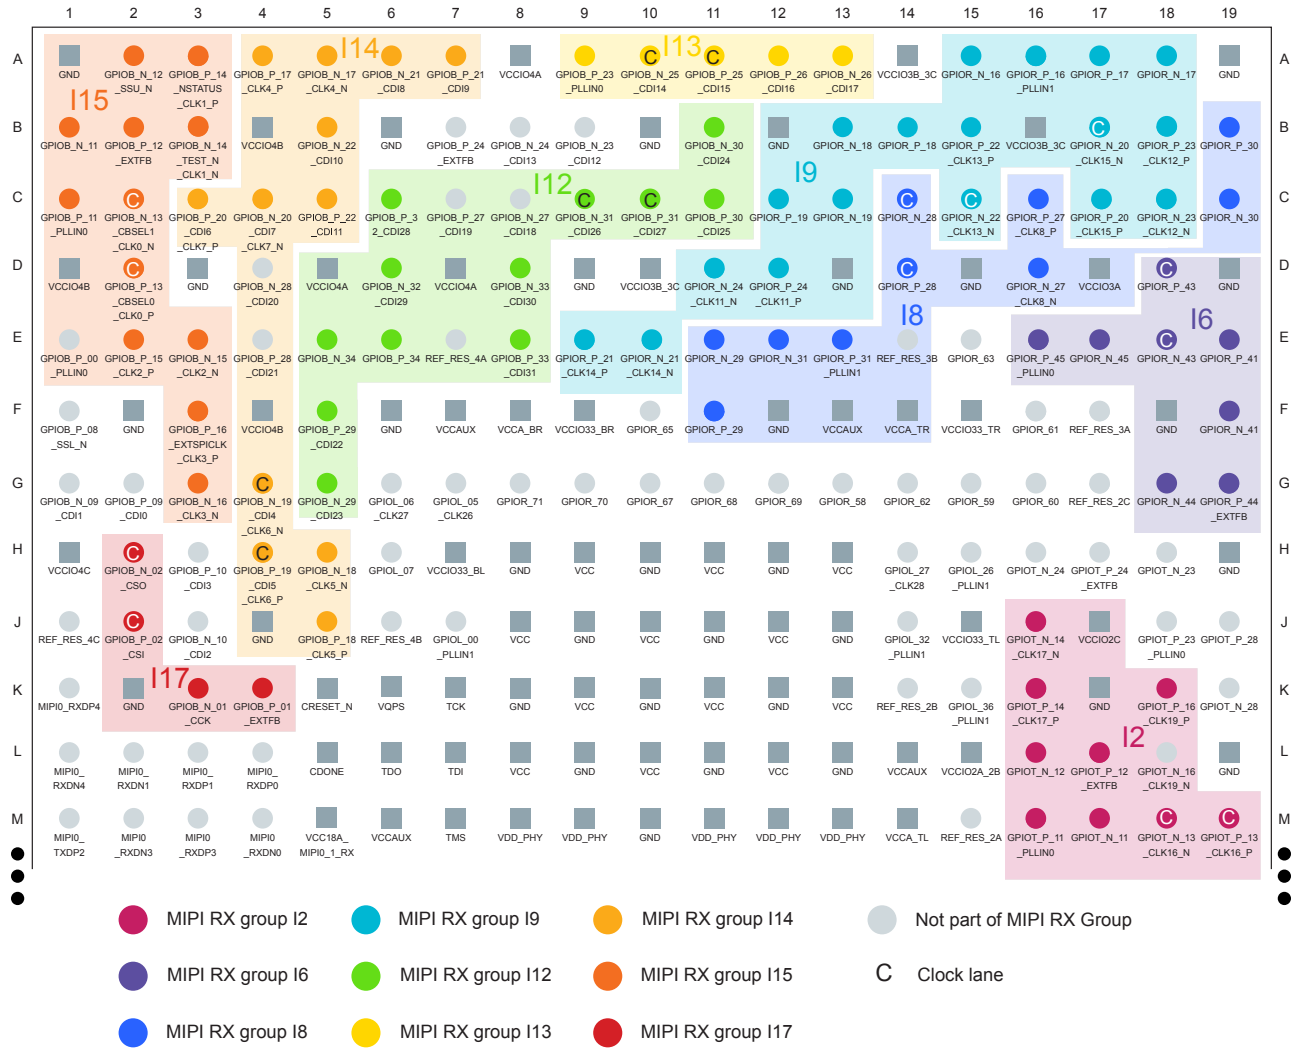 1 2 3 4 5 6 7 8 9 10 11 12 13 14 15 16 17 18 19
A I14 I13 C C A
GND GPIOB_N_12 GPIOB_P_14 GPIOB_P_17 GPIOB_N_17 GPIOB_N_21 GPIOB_P_21 VCCIO4A GPIOB_P_23 GPIOB_N_25 GPIOB_P_25 GPIOB_P_26 GPIOB_N_26 VCCIO3B_3C GPIOR_N_16 GPIOR_P_16 GPIOR_P_17 GPIOR_N_17 GND
_SSU_N _NSTATUS _CLK4_P _CLK4_N _CDI8 _CDI9 _PLLIN0 _CDI14 _CDI15 _CDI16 _CDI17 _PLLIN1
I15 _CLK1_P
B C B
GPIOB_N_11 GPIOB_P_12 GPIOB_N_14 VCCIO4B GPIOB_N_22 GND GPIOB_P_24 GPIOB_N_24 GPIOB_N_23 GND GPIOB_N_30 GND GPIOR_N_18 GPIOR_P_18 GPIOR_P_22 VCCIO3B_3C GPIOR_N_20 GPIOR_P_23 GPIOR_P_30
_EXTFB _TEST_N _CDI10 _EXTFB _CDI13 _CDI12 _CDI24 _CLK13_P _CLK15_N _CLK12_P
_CLK1_N
I12 I9
C C C C C C C
GPIOB_P_11 GPIOB_N_13 GPIOB_P_20 GPIOB_N_20 GPIOB_P_22 GPIOB_P_3 GPIOB_P_27 GPIOB_N_27 GPIOB_N_31 GPIOB_P_31 GPIOB_P_30 GPIOR_P_19 GPIOR_N_19 GPIOR_N_28 GPIOR_N_22 GPIOR_P_27 GPIOR_P_20 GPIOR_N_23 GPIOR_N_30
_PLLIN0 _CBSEL1 _CDI6 _CDI7 _CDI11 2_CDI28 _CDI19 _CDI18 _CDI26 _CDI27 _CDI25 _CLK13_N _CLK8_P _CLK15_P _CLK12_N
_CLK0_N _CLK7_P _CLK7_N
D C C C D
VCCIO4B GPIOB_P_13 GND GPIOB_N_28 VCCIO4A GPIOB_N_32 VCCIO4A GPIOB_N_33 GND VCCIO3B_3C GPIOR_N_24 GPIOR_P_24 GND GPIOR_P_28 GND GPIOR_N_27 VCCIO3A GPIOR_P_43 GND
_CBSEL0 _CDI20 _CDI29 _CDI30 _CLK11_N _CLK11_P _CLK8_N
_CLK0_P
I8 I6
E C E
GPIOB_P_00 GPIOB_P_15 GPIOB_N_15 GPIOB_P_28 GPIOB_N_34 GPIOB_P_34 REF_RES_4A GPIOB_P_33 GPIOR_P_21 GPIOR_N_21 GPIOR_N_29 GPIOR_N_31 GPIOR_P_31 REF_RES_3B GPIOR_63 GPIOR_P_45 GPIOR_N_45 GPIOR_N_43 GPIOR_P_41
_PLLIN0 _CLK2_P _CLK2_N _CDI21 _CDI31 _CLK14_P _CLK14_N _PLLIN1 _PLLIN0
F F
GPIOB_P_08 GND GPIOB_P_16 VCCIO4B GPIOB_P_29 GND VCCAUX VCCA_BR VCCIO33_BR GPIOR_65 GPIOR_P_29 GND VCCAUX VCCA_TR VCCIO33_TR GPIOR_61 REF_RES_3A GND GPIOR_N_41
_SSL_N _EXTSPICLK _CDI22
_CLK3_P
G C G
GPIOB_N_09 GPIOB_P_09 GPIOB_N_16 GPIOB_N_19 GPIOB_N_29 GPIOL_06 GPIOL_05 GPIOR_71 GPIOR_70 GPIOR_67 GPIOR_68 GPIOR_69 GPIOR_58 GPIOR_62 GPIOR_59 GPIOR_60 REF_RES_2C GPIOR_N_44 GPIOR_P_44
_CDI1 _CDI0 _CLK3_N _CDI4 _CDI23 _CLK27 _CLK26 _EXTFB
_CLK6_N
H C C H
VCCIO4C GPIOB_N_02 GPIOB_P_10 GPIOB_P_19 GPIOB_N_18 GPIOL_07 VCCIO33_BL GND VCC GND VCC GND VCC GPIOL_27 GPIOL_26 GPIOT_N_24 GPIOT_P_24 GPIOT_N_23 GND
_CSO _CDI3 _CDI5 _CLK5_N _CLK28 _PLLIN1 _EXTFB
_CLK6_P
J C J
REF_RES_4C GPIOB_P_02 GPIOB_N_10 GND GPIOB_P_18 REF_RES_4B GPIOL_00 VCC GND VCC GND VCC GND GPIOL_32 VCCIO33_TL GPIOT_N_14 VCCIO2C GPIOT_P_23 GPIOT_P_28
_CSI _CDI2 _CLK5_P _PLLIN1 _PLLIN1 _CLK17_N _PLLIN0
K I17 K
MIPI0_RXDP4 GND GPIOB_N_01 GPIOB_P_01 CRESET_N VQPS TCK GND VCC GND VCC GND VCC REF_RES_2B GPIOL_36 GPIOT_P_14 GND GPIOT_P_16 GPIOT_N_28
_CCK _EXTFB _PLLIN1 _CLK17_P _CLK19_P
I2
L L
MIPI0_ MIPI0_ MIPI0_ MIPI0_ CDONE TDO TDI VCC GND VCC GND VCC GND VCCAUX VCCIO2A_2B GPIOT_N_12 GPIOT_P_12 GPIOT_N_16 GND
RXDN4 RXDN1 RXDP1 RXDP0 _EXTFB _CLK19_N
M C C M
MIPI0_ MIPI0 MIPI0 MIPI0 VCC18A_ VCCAUX TMS VDD_PHY VDD_PHY GND VDD_PHY VDD_PHY VDD_PHY VCCA_TL REF_RES_2A GPIOT_P_11 GPIOT_N_11 GPIOT_N_13 GPIOT_P_13
TXDP2 _RXDN3 _RXDP3 _RXDN0 MIPI0_1_RX _PLLIN0 _CLK16_N _CLK16_P
MIPI RX group I2 MIPI RX group I9 MIPI RX group I14 Not part of MIPI RX Group
MIPI RX group I6 MIPI RX group I12 MIPI RX group I15 C Clock lane
MIPI RX group I8 MIPI RX group I13 MIPI RX group I17